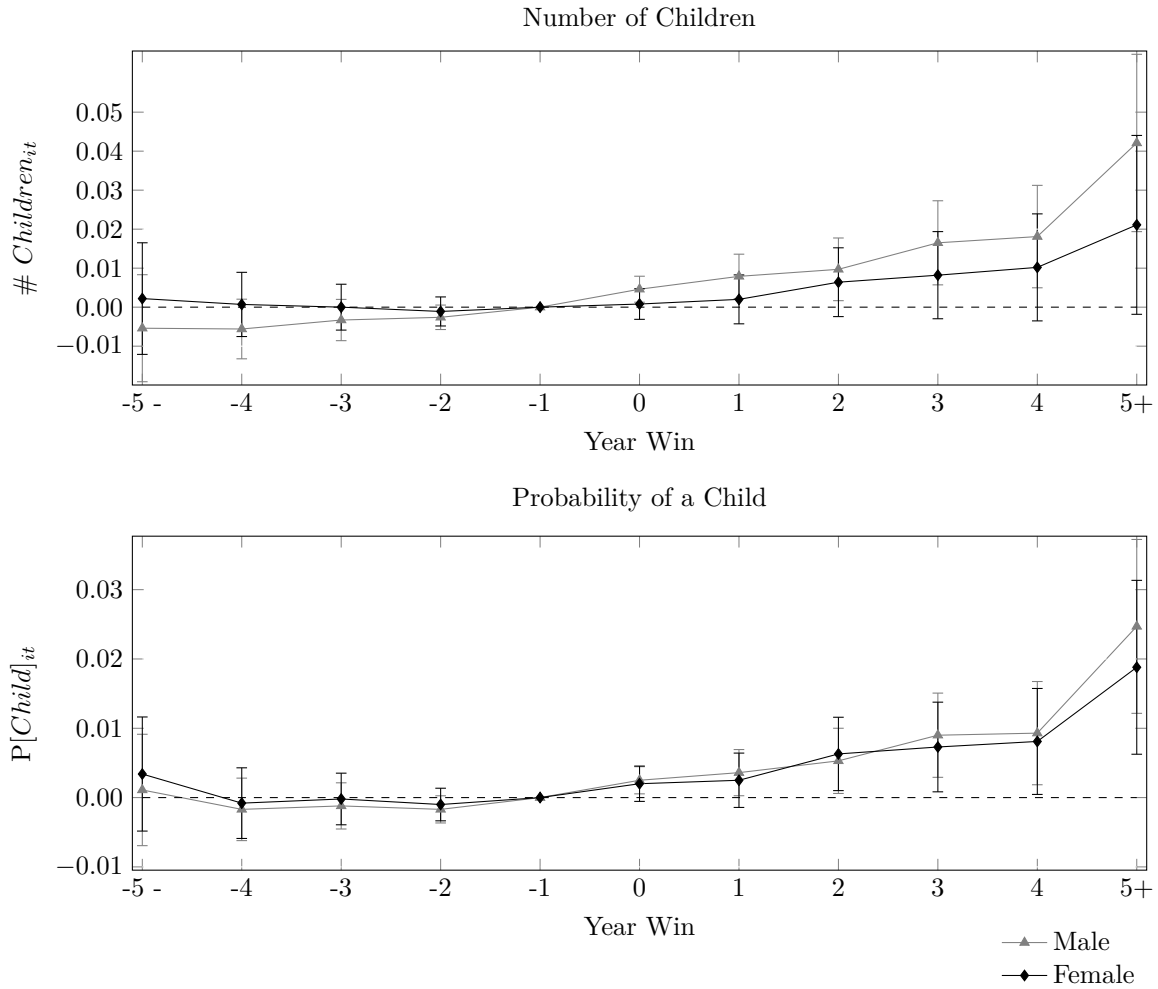 Number of Children
# Children_{it}
0.05
0.04
0.03
0.02
0.01
0.00
−0.01
-5 - -4 -3 -2 -1 0 1 2 3 4 5+
Year Win
Probability of a Child
P[Child]_{it}
0.03
0.02
0.01
0.00
−0.01
-5 - -4 -3 -2 -1 0 1 2 3 4 5+
Year Win
Male
Female